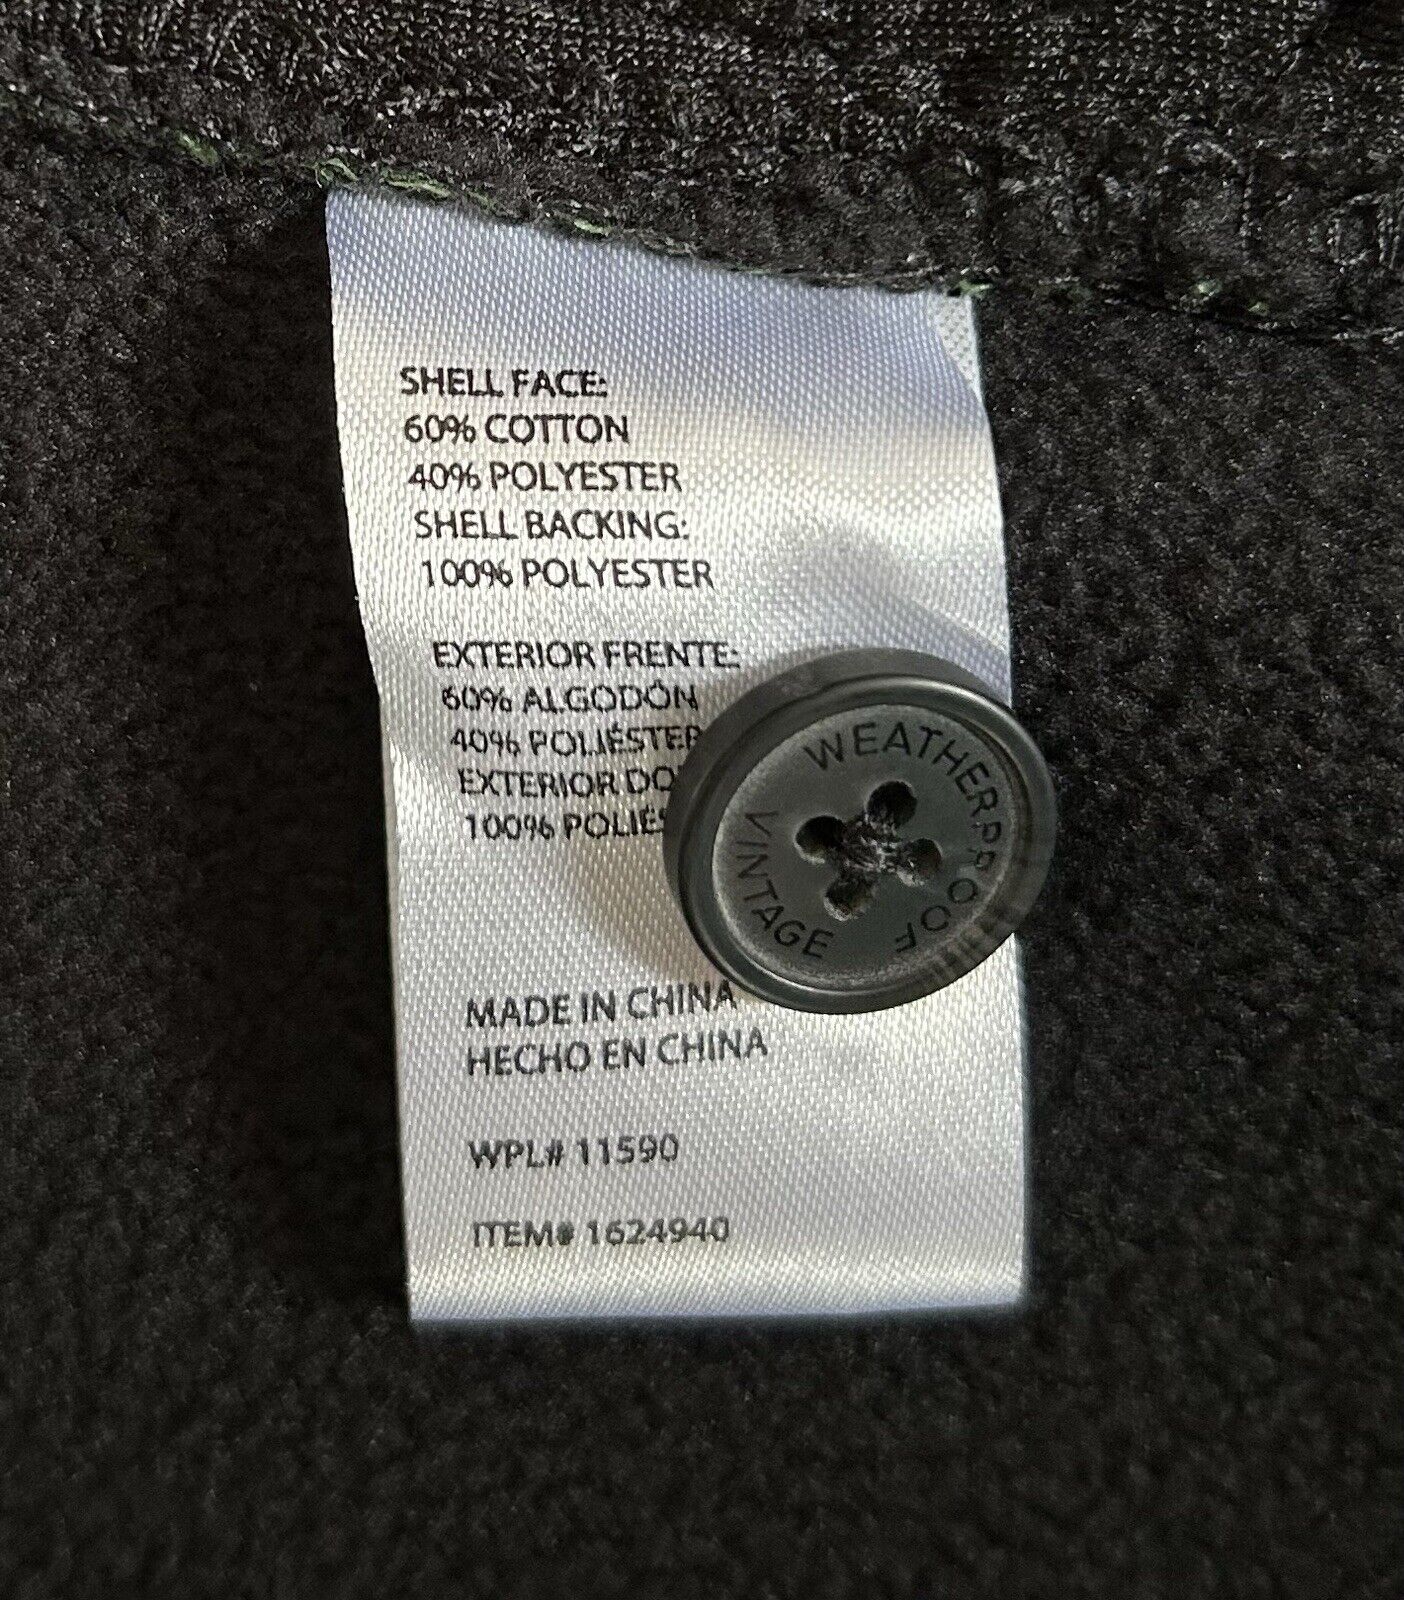 SHELL FACE:
60% COTTON
40% POLYESTER
SHELL BACKING:
100% POLYESTER
EXTERIOR FRENTE:
60% ALGODÓN
40% POLIÉSTER
EXTERIOR
100%
WEATHERPROOF
VINTAGE
MADE IN CHINA
HECHO EN CHINA
WPL# 11590
ITEM# 1624940